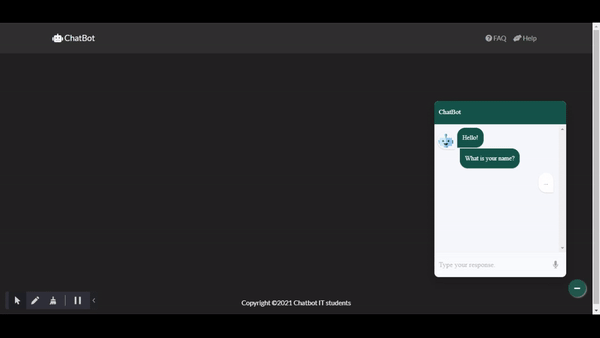 ChatBot
FAQ Help
ChatBot
Hello!
What is your name?
...
Type your response
Copyright ©2021 Chatbot IT students